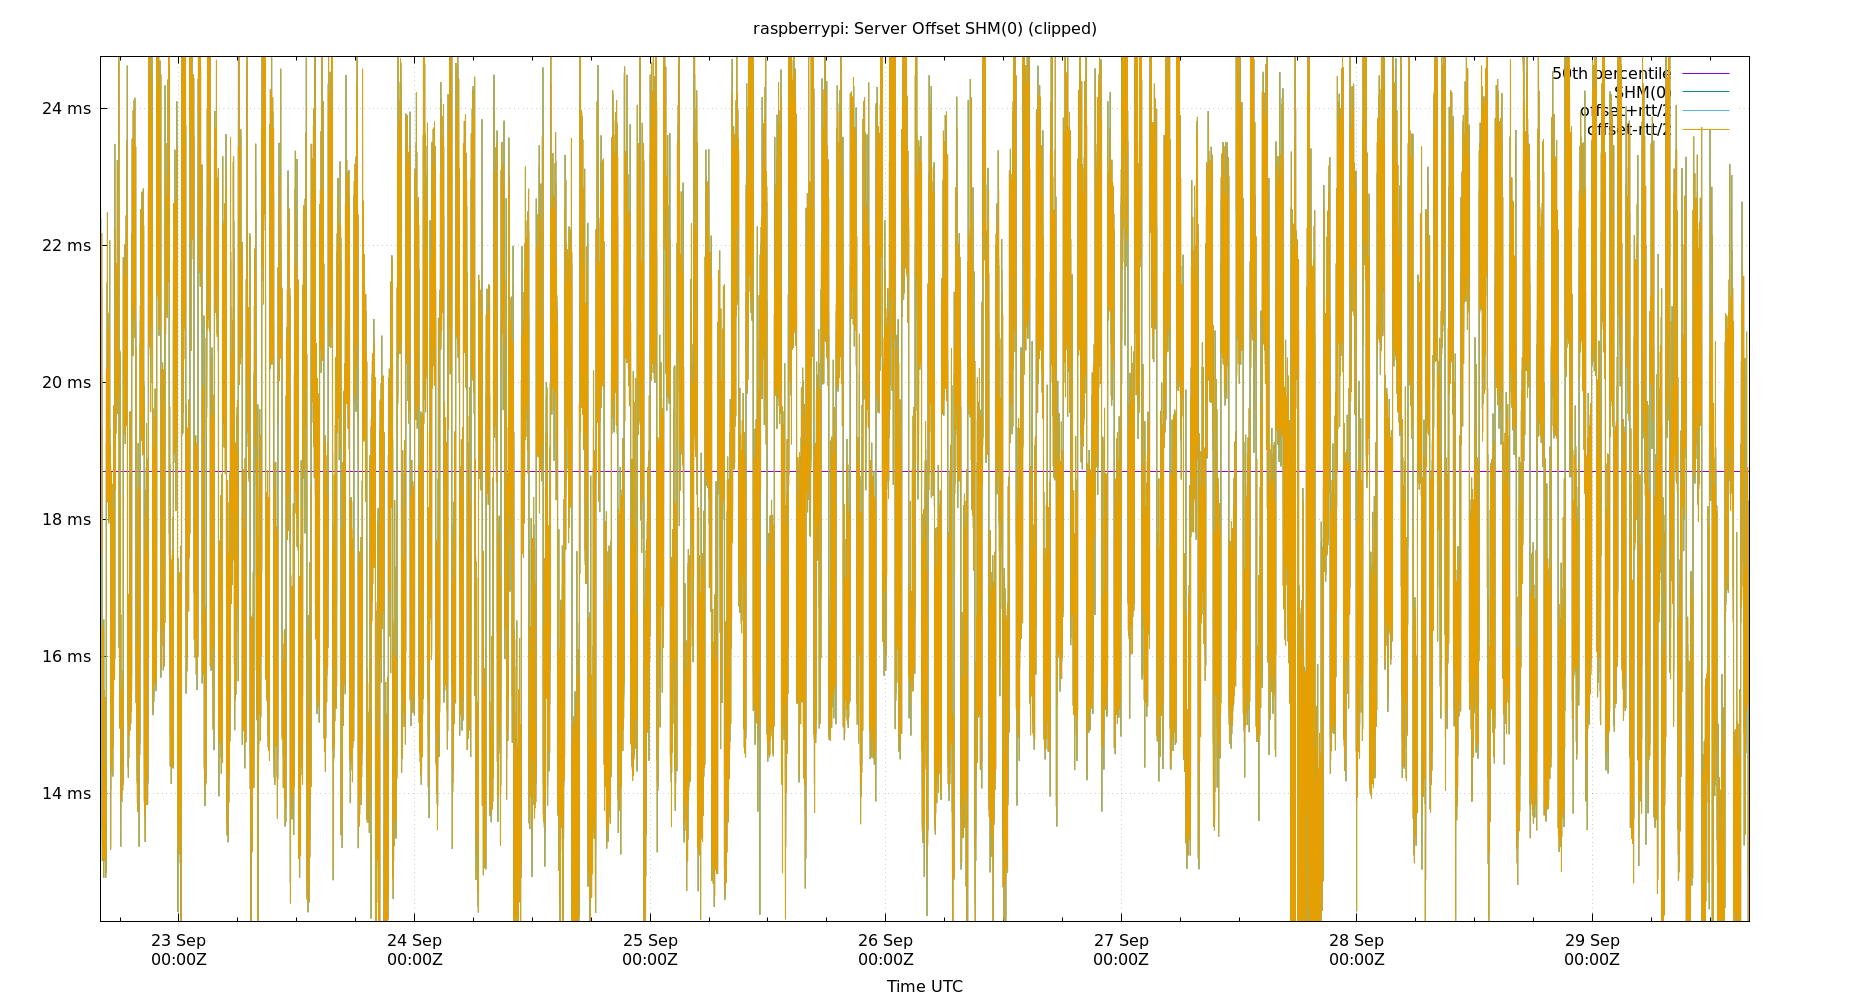 raspberrypi: Server Offset SHM(0) (clipped)
50th percentile
SHM(0)
offset+rtt/2
offset-rtt/2
24 ms
22 ms
20 ms
18 ms
16 ms
14 ms
23 Sep 24 Sep 25 Sep 26 Sep 27 Sep 28 Sep 29 Sep
00:00Z 00:00Z 00:00Z 00:00Z 00:00Z 00:00Z 00:00Z
Time UTC